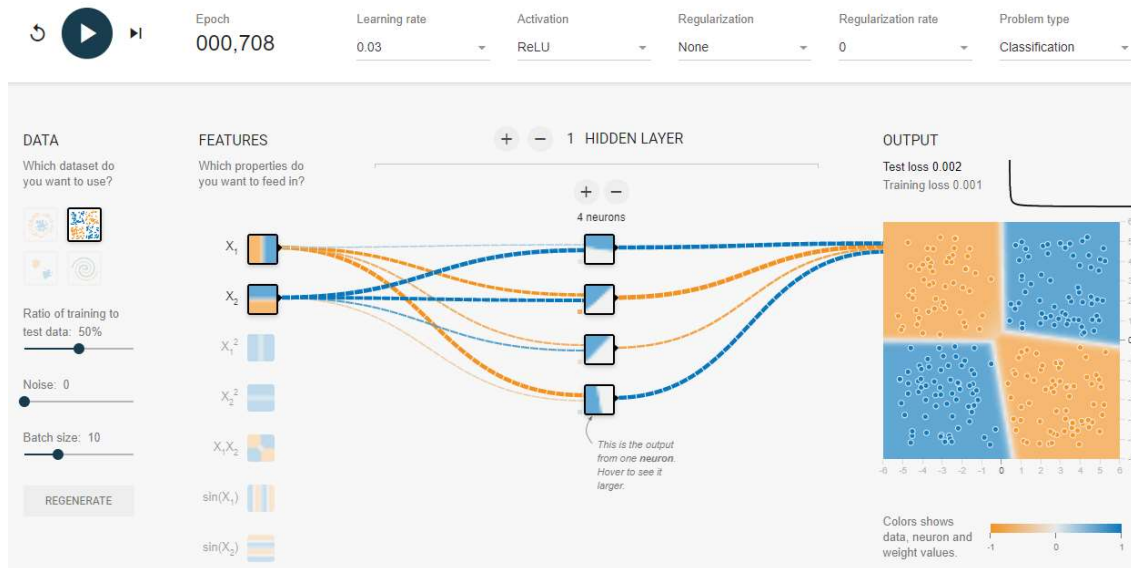 Epoch
000,708
Learning rate
0.03
Activation
ReLU
Regularization
None
Regularization rate
0
Problem type
Classification
DATA
Which dataset do
you want to use?
Ratio of training to
test data: 50%
Noise: 0
Batch size: 10
REGENERATE
FEATURES
Which properties do
you want to feed in?
X₁
X₂
X₁²
X₂²
X₁X₂
sin(X₁)
sin(X₂)
+ − 1 HIDDEN LAYER
+ −
4 neurons
This is the output
from one neuron.
Hover to see it
larger.
OUTPUT
Test loss 0.002
Training loss 0.001
-6 -5 -4 -3 -2 -1 0 1 2 3 4 5 6
Colors shows
data, neuron and
weight values.
-1 0 1